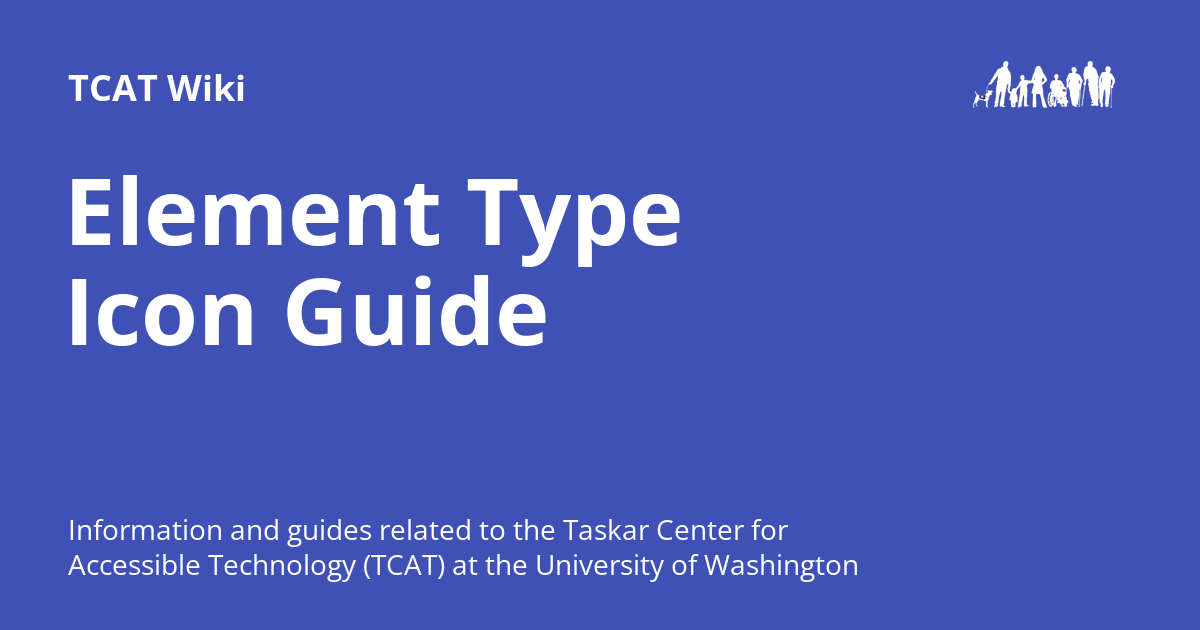 TCAT Wiki
Element Type
Icon Guide
Information and guides related to the Taskar Center for
Accessible Technology (TCAT) at the University of Washington